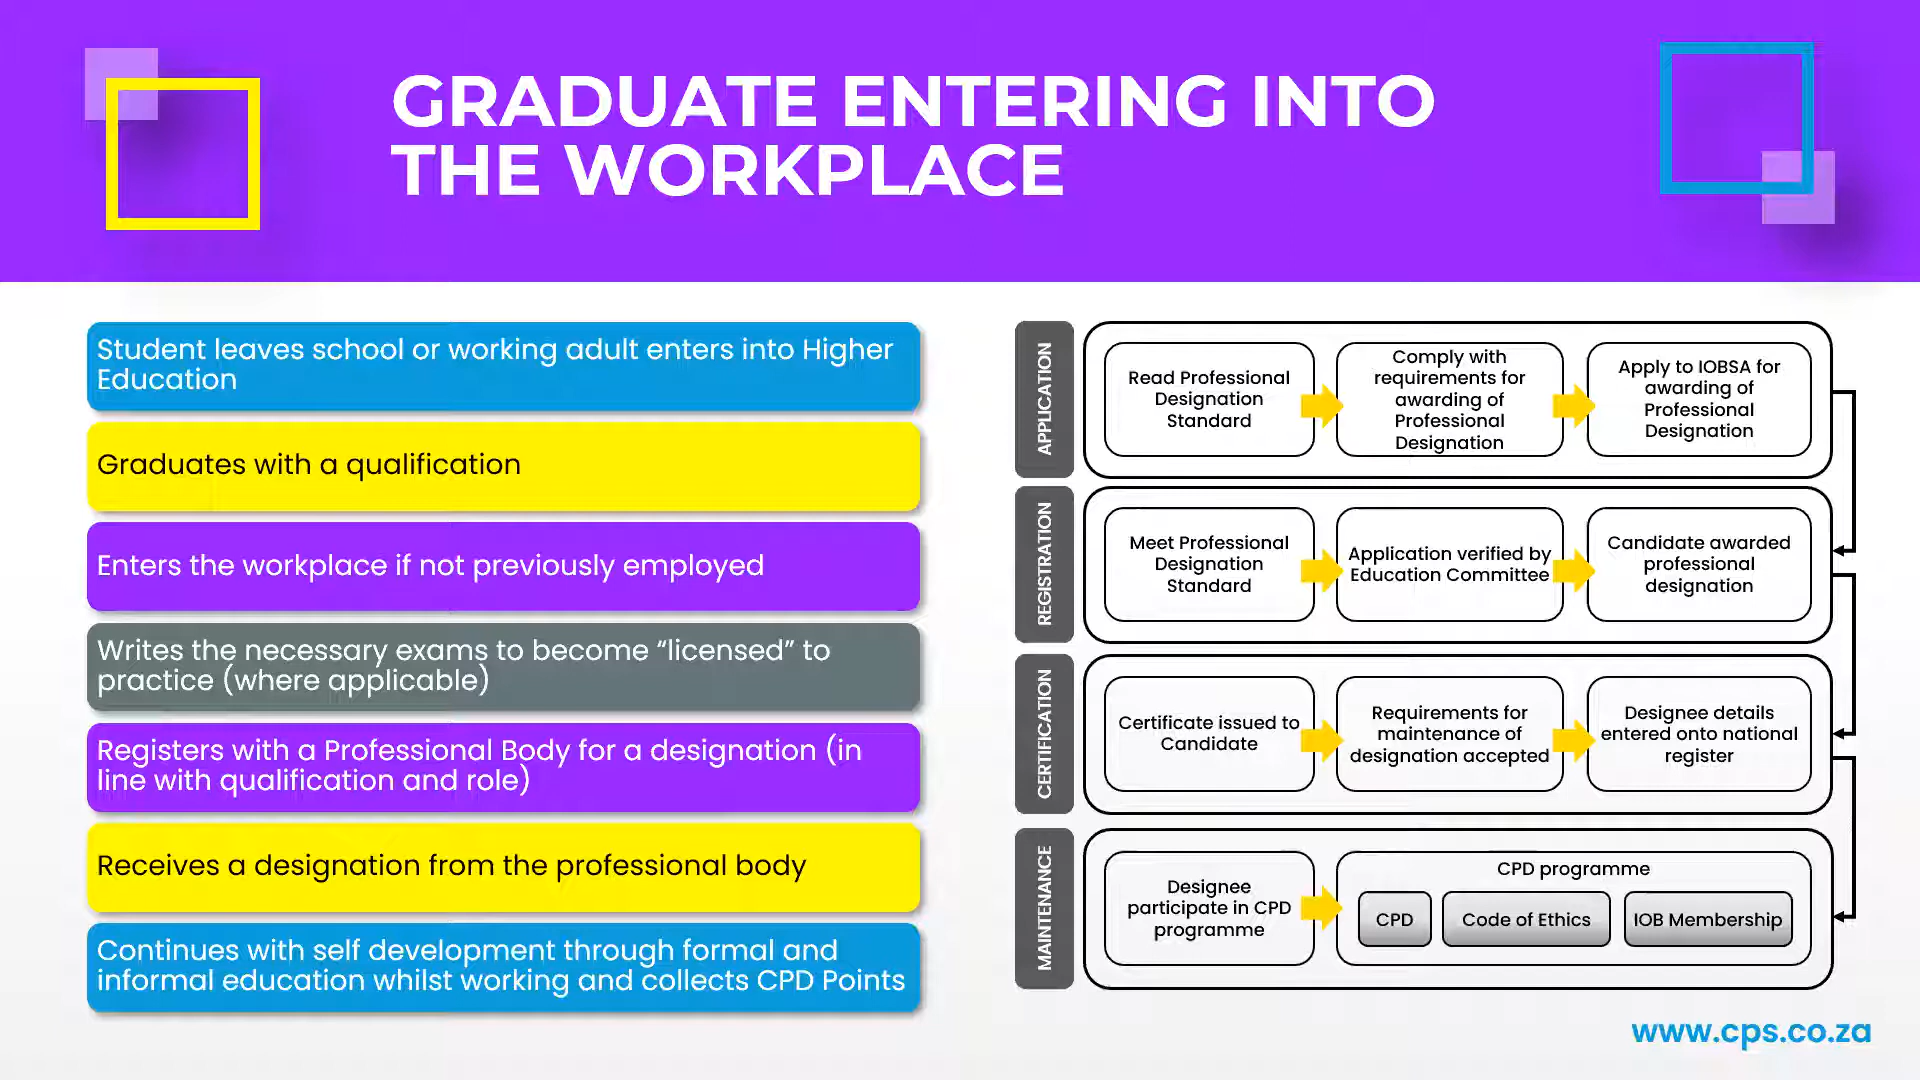 GRADUATE ENTERING INTO
THE WORKPLACE
Student leaves school or working adult enters into Higher
Education
Graduates with a qualification
Enters the workplace if not previously employed
Writes the necessary exams to become “licensed” to
practice (where applicable)
Registers with a Professional Body for a designation (in
line with qualification and role)
Receives a designation from the professional body
Continues with self development through formal and
informal education whilst working and collects CPD Points
APPLICATION
Read Professional
Designation
Standard
Comply with
requirements for
awarding of
Professional
Designation
Apply to IOBSA for
awarding of
Professional
Designation
REGISTRATION
Meet Professional
Designation
Standard
Application verified by
Education Committee
Candidate awarded
professional
designation
CERTIFICATION
Certificate issued to
Candidate
Requirements for
maintenance of
designation accepted
Designee details
entered onto national
register
MAINTENANCE
Designee
participate in CPD
programme
CPD programme
CPD
Code of Ethics
IOB Membership
www.cps.co.za